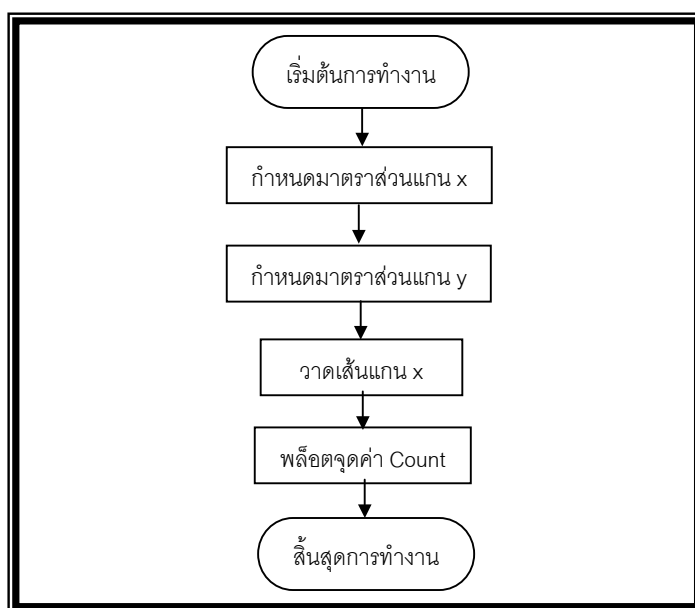 เริ่มต้นการทำงาน
กำหนดมาตราส่วนแกน x
กำหนดมาตราส่วนแกน y
วาดเส้นแกน x
พล็อตจุดค่า Count
สิ้นสุดการทำงาน